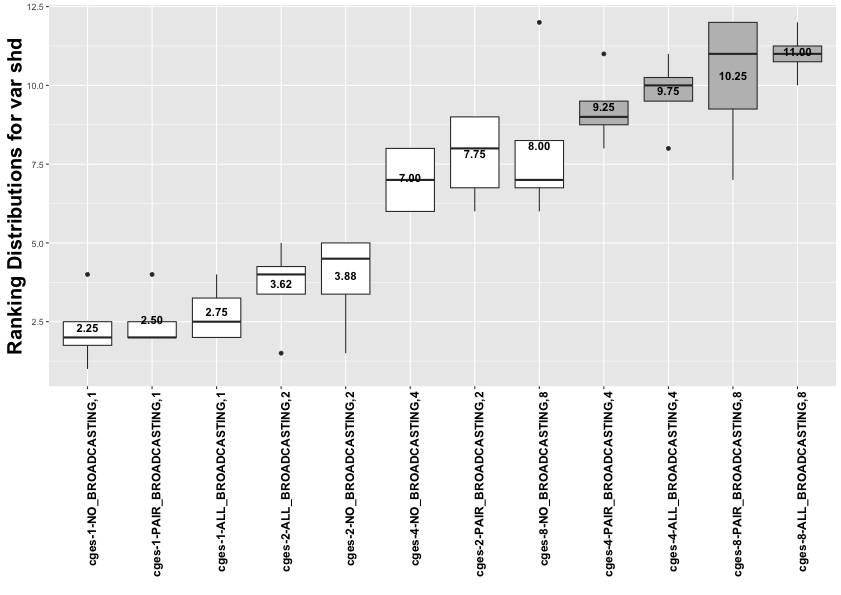 Ranking Distributions for var shd
12.5
10.0
7.5
5.0
2.5
2.25
2.50
2.75
3.62
3.88
7.00
7.75
8.00
9.25
9.75
10.25
11.00
cges-1-NO_BROADCASTING,1
cges-1-PAIR_BROADCASTING,1
cges-1-ALL_BROADCASTING,1
cges-2-ALL_BROADCASTING,2
cges-2-NO_BROADCASTING,2
cges-4-NO_BROADCASTING,4
cges-2-PAIR_BROADCASTING,2
cges-8-NO_BROADCASTING,8
cges-4-PAIR_BROADCASTING,4
cges-4-ALL_BROADCASTING,4
cges-8-PAIR_BROADCASTING,8
cges-8-ALL_BROADCASTING,8